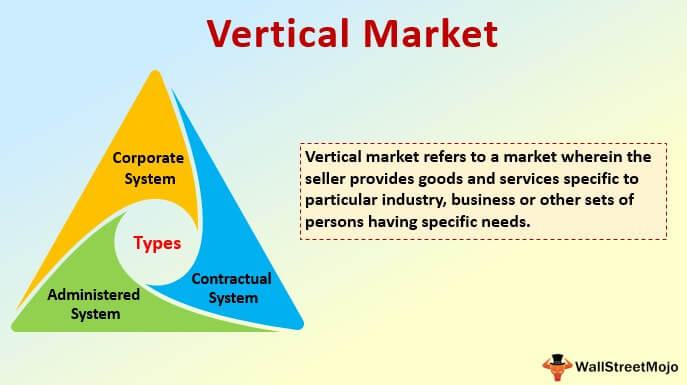 Vertical Market
Corporate
System
Types
Contractual
System
Administered
System
Vertical market refers to a market wherein the
seller provides goods and services specific to
particular industry, business or other sets of
persons having specific needs.
WallStreetMojo